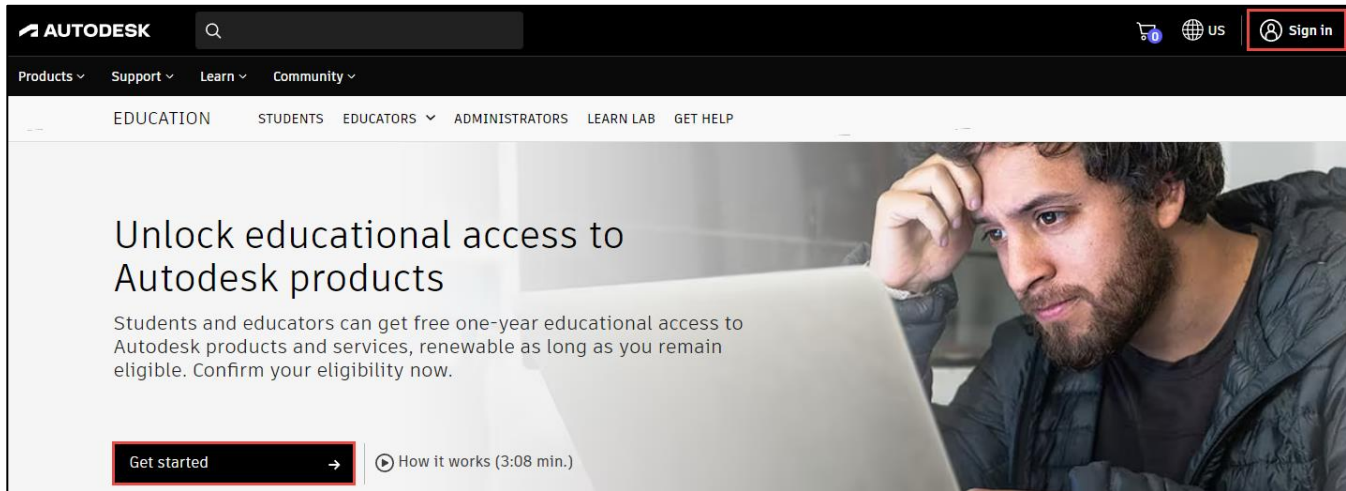 AUTODESK
0
US
Sign in
Products
Support
Learn
Community
EDUCATION
STUDENTS
EDUCATORS
ADMINISTRATORS
LEARN LAB
GET HELP
Unlock educational access to
Autodesk products
Students and educators can get free one-year educational access to
Autodesk products and services, renewable as long as you remain
eligible. Confirm your eligibility now.
Get started
How it works (3:08 min.)